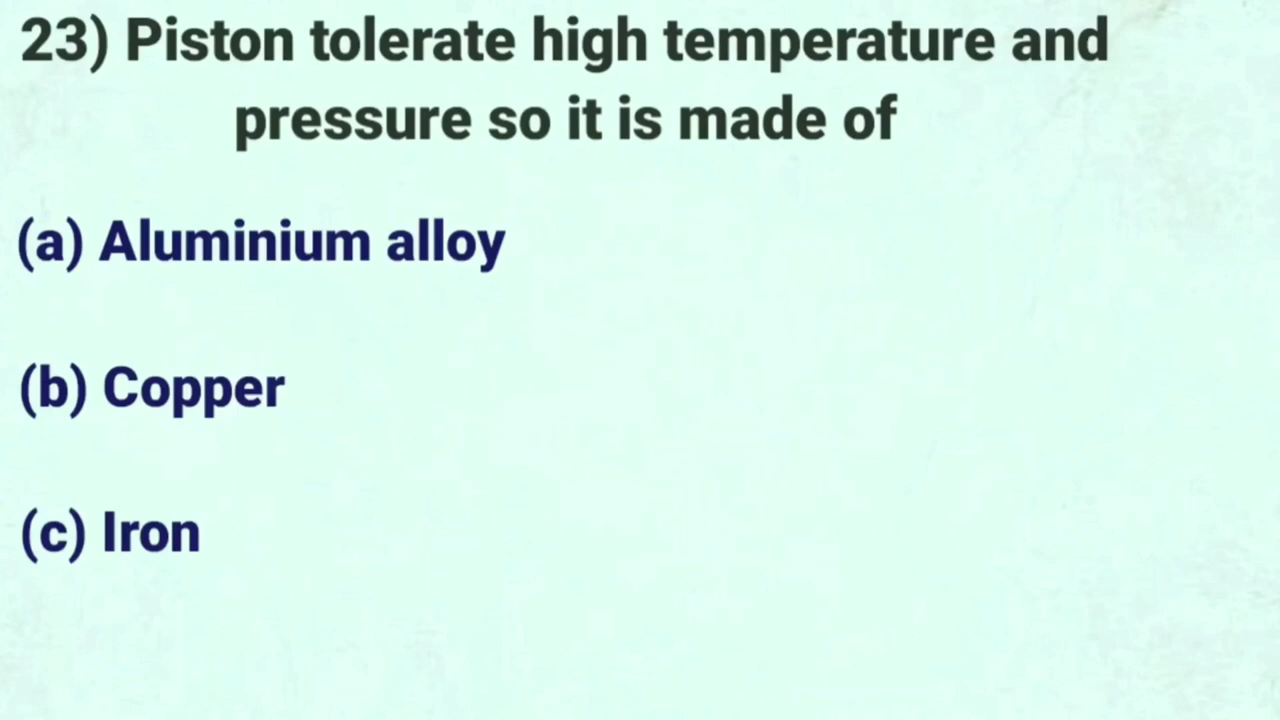 23) Piston tolerate high temperature and
pressure so it is made of
(a) Aluminium alloy
(b) Copper
(c) Iron